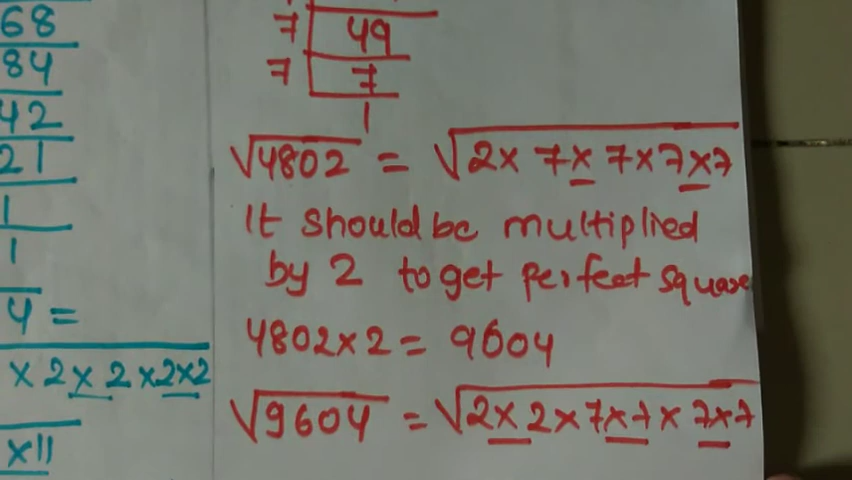 68
84
42
21
1
1
4 =
x 2 x 2 x 2 x 2
x 11
7 49
7 7
1
√4802 = √2 x 7 x 7 x 7 x 7
It should be multiplied
by 2 to get perfect square
4802 x 2 = 9604
√9604 = √2 x 2 x 7 x 7 x 7 x 7